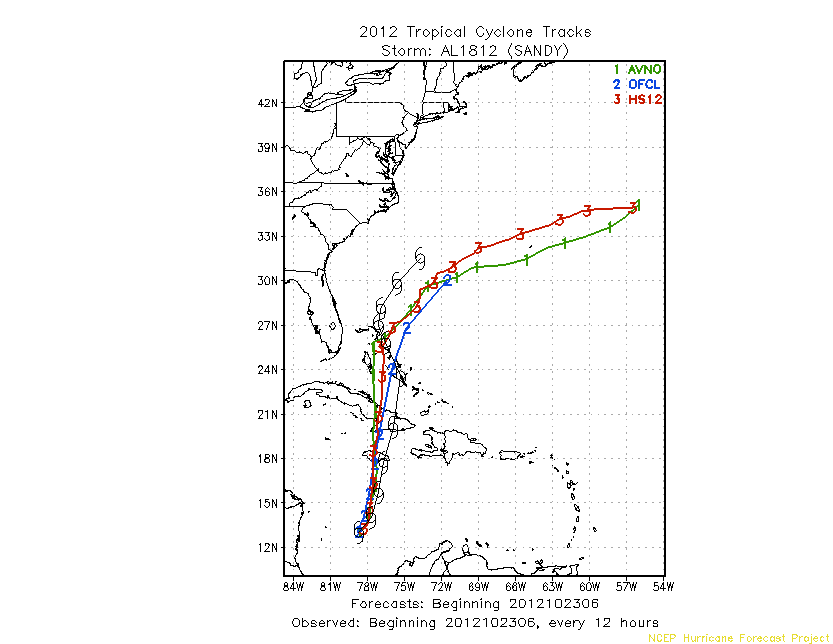 2012 Tropical Cyclone Tracks
Storm: AL1812 (SANDY)
1 AVNO
2 OFCL
3 HS12
42N
39N
36N
33N
30N
27N
24N
21N
18N
15N
12N
84W 81W 78W 75W 72W 69W 66W 63W 60W 57W 54W
Forecasts: Beginning 2012102306
Observed: Beginning 2012102306, every 12 hours
NCEP Hurricane Forecast Project